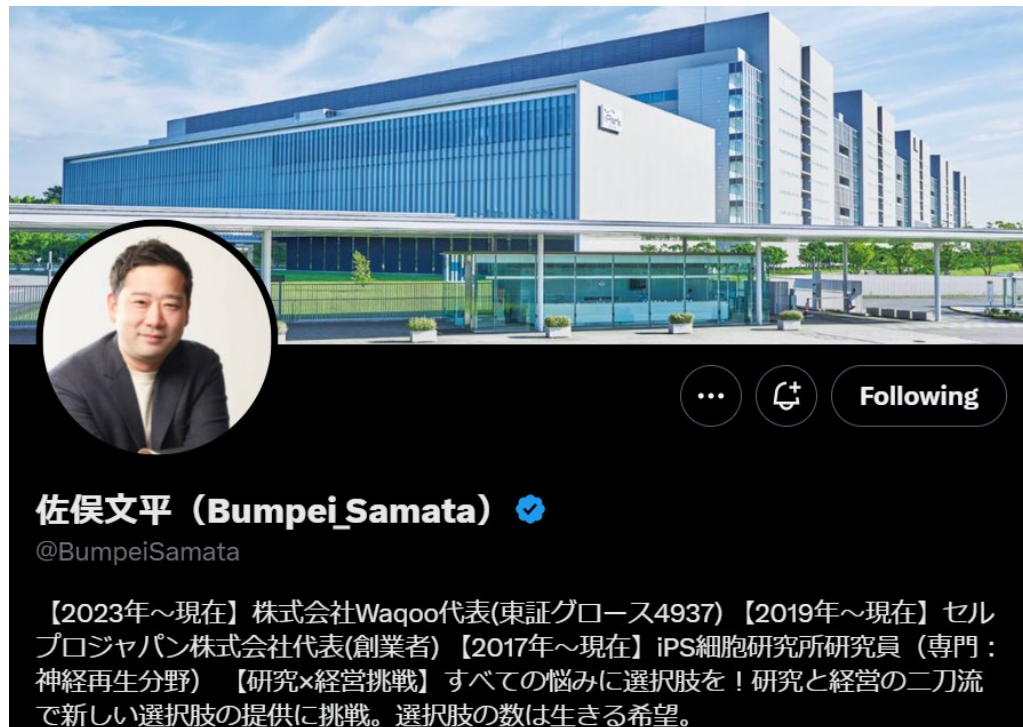 Following
佐俣文平（Bumpei_Samata）
@BumpeiSamata
【2023年～現在】株式会社Waqoo代表(東証グロース4937) 【2019年～現在】セル
プロジャパン株式会社代表(創業者) 【2017年～現在】iPS細胞研究所研究員（専門：
神経再生分野） 【研究×経営挑戦】すべての悩みに選択肢を！研究と経営の二刀流
で新しい選択肢の提供に挑戦。選択肢の数は生きる希望。